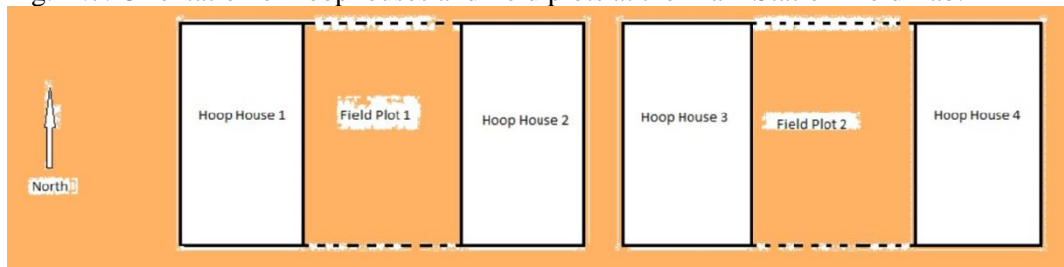 North
Hoop House 1
Field Plot 1
Hoop House 2
Hoop House 3
Field Plot 2
Hoop House 4